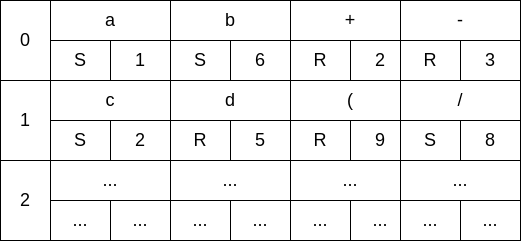 a b + -
0
S 1 S 6 R 2 R 3
c d ( /
1
S 2 R 5 R 9 S 8
... ... ... ...
2
... ... ... ... ... ... ... ...